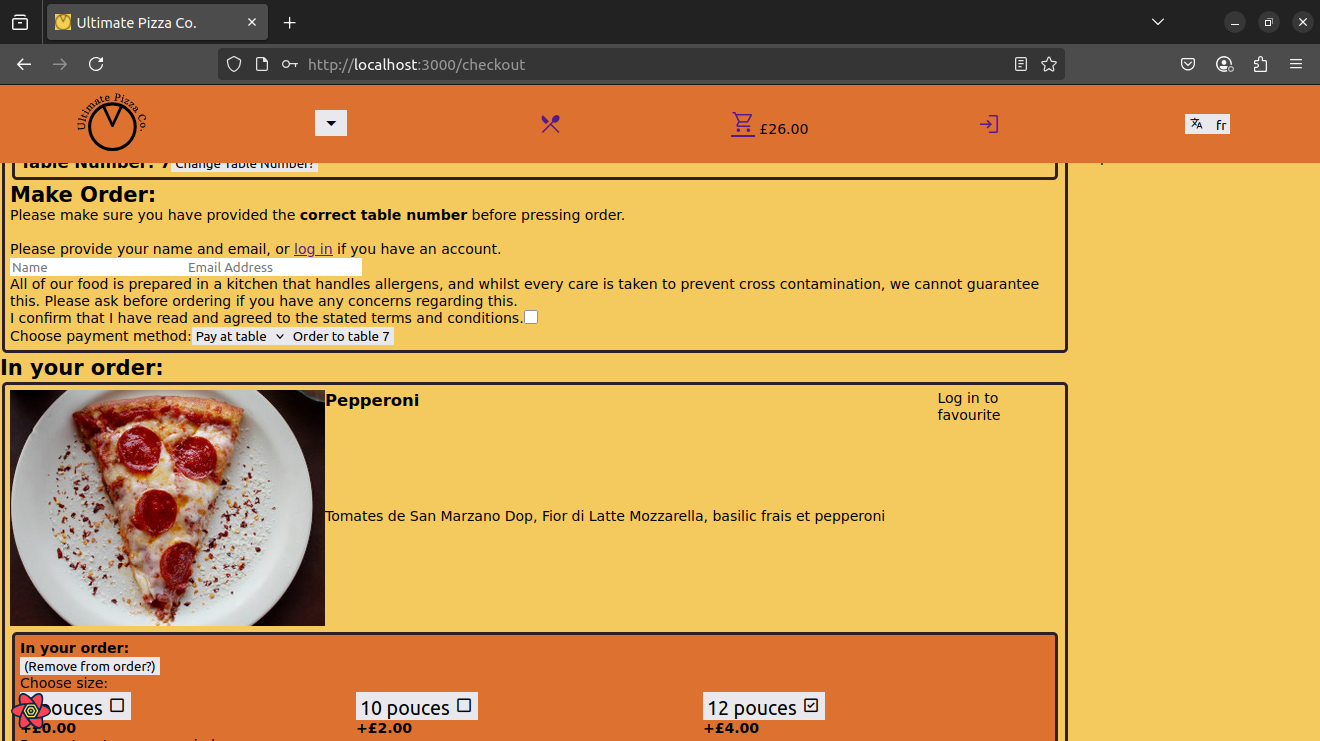 Ultimate Pizza Co.
http://localhost:3000/checkout
Ultimate Pizza Co.
£26.00
fr
Table Number: 7 Change Table Number?
Make Order:
Please make sure you have provided the correct table number before pressing order.
Please provide your name and email, or log in if you have an account.
Name Email Address
All of our food is prepared in a kitchen that handles allergens, and whilst every care is taken to prevent cross contamination, we cannot guarantee
this. Please ask before ordering if you have any concerns regarding this.
I confirm that I have read and agreed to the stated terms and conditions.
Choose payment method: Pay at table Order to table 7
In your order:
Pepperoni
Log in to
favourite
Tomates de San Marzano Dop, Fior di Latte Mozzarella, basilic frais et pepperoni
In your order:
(Remove from order?)
Choose size:
pouces 10 pouces 12 pouces
+£0.00 +£2.00 +£4.00